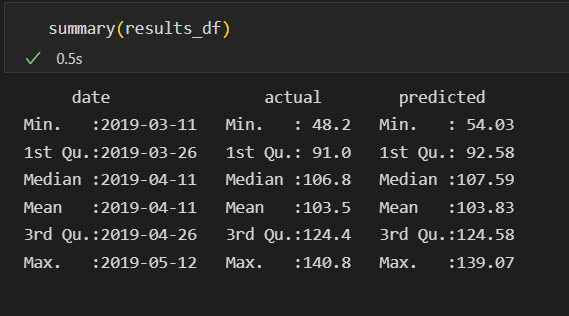 summary(results_df)
✓ 0.5s
date actual predicted
Min. :2019-03-11 Min. : 48.2 Min. : 54.03
1st Qu.:2019-03-26 1st Qu.: 91.0 1st Qu.: 92.58
Median :2019-04-11 Median :106.8 Median :107.59
Mean :2019-04-11 Mean :103.5 Mean :103.83
3rd Qu.:2019-04-26 3rd Qu.:124.4 3rd Qu.:124.58
Max. :2019-05-12 Max. :140.8 Max. :139.07